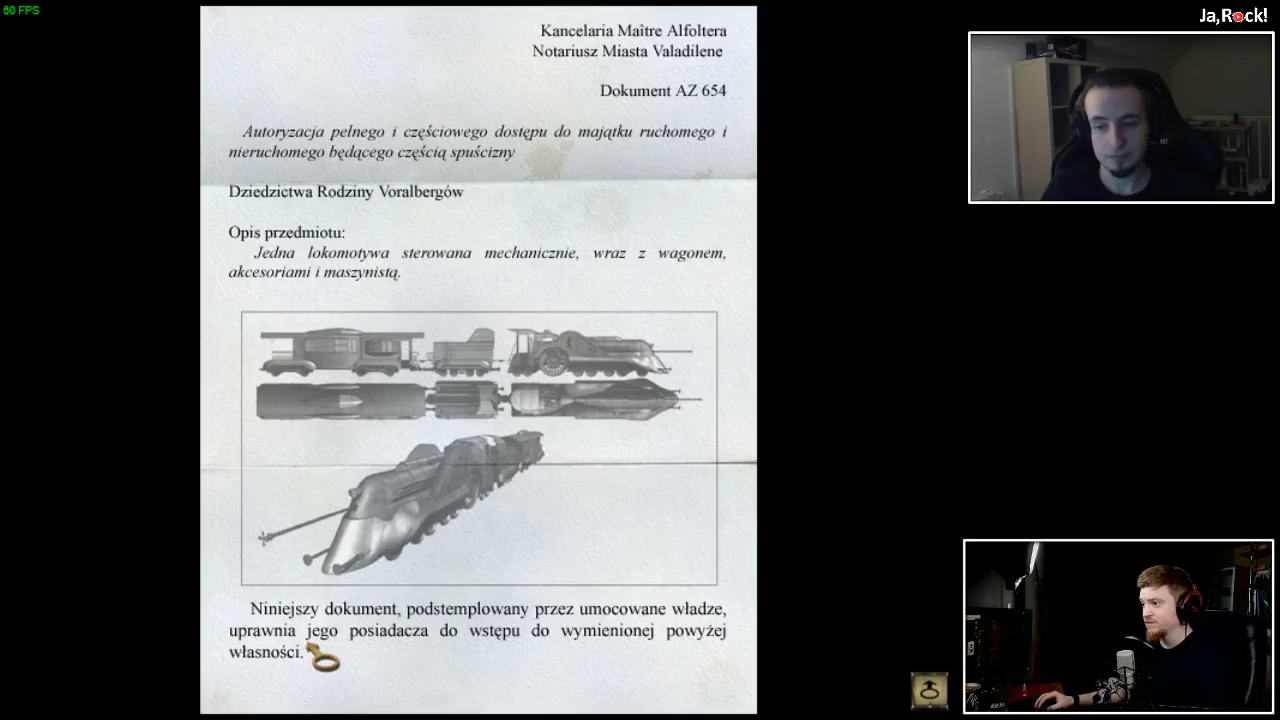 60 FPS
Ja,Rock!
Kancelaria Maître Alfoltera
Notariusz Miasta Valadilene
Dokument AZ 654
Autoryzacja pełnego i częściowego dostępu do majątku ruchomego i
nieruchomego będącego częścią spuścizny
Dziedzictwa Rodziny Voralbergów
Opis przedmiotu:
Jedna lokomotywa sterowana mechanicznie, wraz z wagonem,
akcesoriami i maszynistą.
Niniejszy dokument, podstemplowany przez umocowane władze,
uprawnia jego posiadacza do wstępu do wymienionej powyżej
własności.